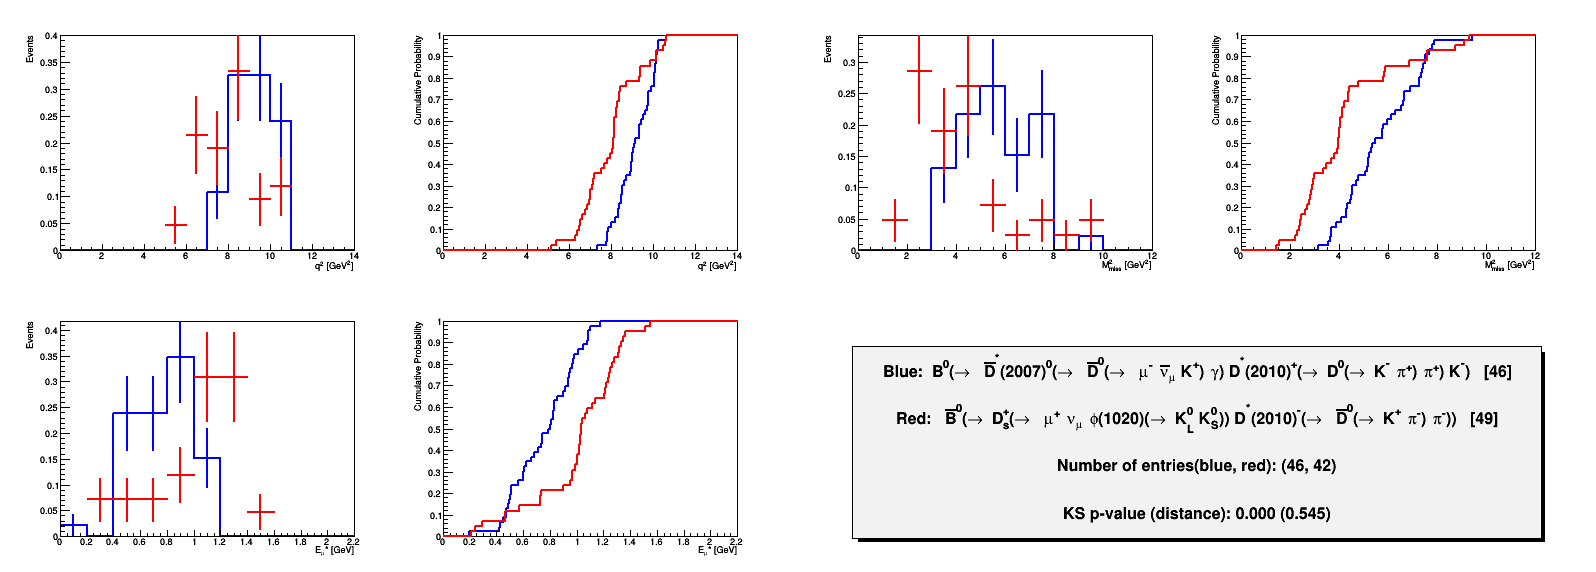 Events
0.4
0.35
0.3
0.25
0.2
0.15
0.1
0.05
0
0 2 4 6 8 10 12 14
q² [GeV²]
Cumulative Probability
1
0.9
0.8
0.7
0.6
0.5
0.4
0.3
0.2
0.1
0
0 2 4 6 8 10 12 14
q² [GeV²]
Events
0.3
0.25
0.2
0.15
0.1
0.05
0
0 2 4 6 8 10 12
M²miss [GeV²]
Cumulative Probability
1
0.9
0.8
0.7
0.6
0.5
0.4
0.3
0.2
0.1
0
0 2 4 6 8 10 12
M²miss [GeV²]
Events
0.4
0.35
0.3
0.25
0.2
0.15
0.1
0.05
0
0 0.2 0.4 0.6 0.8 1 1.2 1.4 1.6 1.8 2 2.2
Eμ* [GeV]
Cumulative Probability
1
0.9
0.8
0.7
0.6
0.5
0.4
0.3
0.2
0.1
0
0 0.2 0.4 0.6 0.8 1 1.2 1.4 1.6 1.8 2 2.2
Eμ* [GeV]
Blue: B⁰(→ D̅*(2007)⁰(→ D̅⁰(→ μ⁻ ν̅μ K⁺) γ) D*(2010)⁺(→ D⁰(→ K⁻ π⁺) π⁺) K⁻) [46]
Red: B̅⁰(→ Ds⁺(→ μ⁺ νμ ϕ(1020)(→ K⁰L K⁰S)) D*(2010)⁻(→ D̅⁰(→ K⁺ π⁻) π⁻)) [49]
Number of entries(blue, red): (46, 42)
KS p-value (distance): 0.000 (0.545)